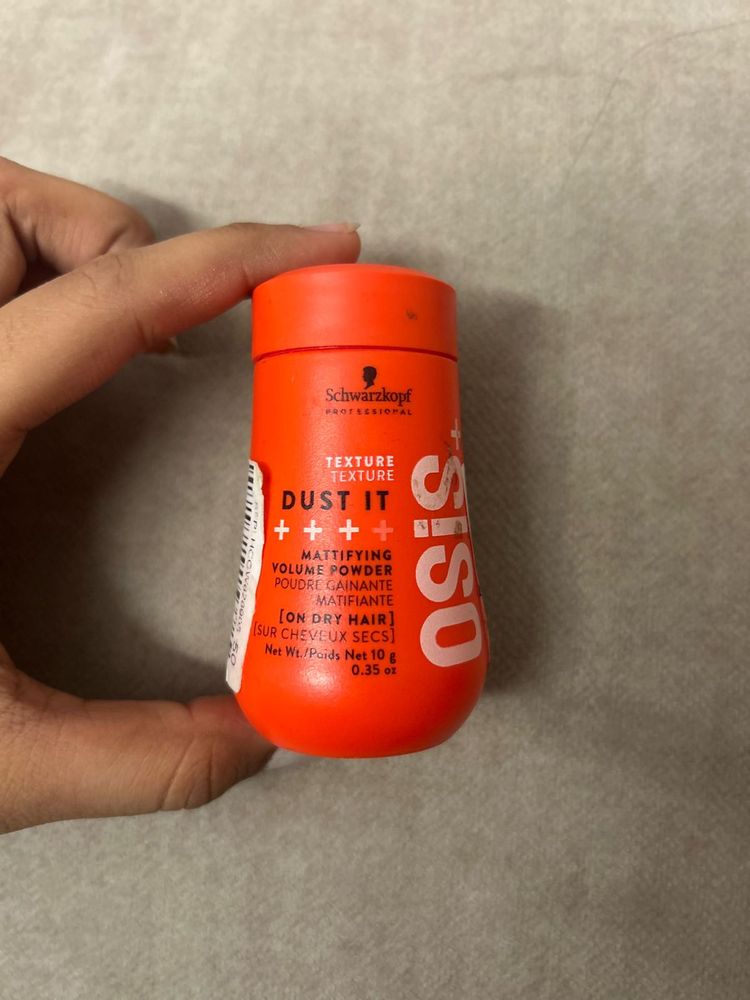 Schwarzkopf
PROFESSIONAL
TEXTURE
TEXTURE
DUST IT
++++
MATTIFYING
VOLUME POWDER
POUDRE GAINANTE
MATIFIANTE
[ON DRY HAIR]
[SUR CHEVEUX SECS]
Net Wt./Poids Net 10 g
0.35 oz
OSiS+